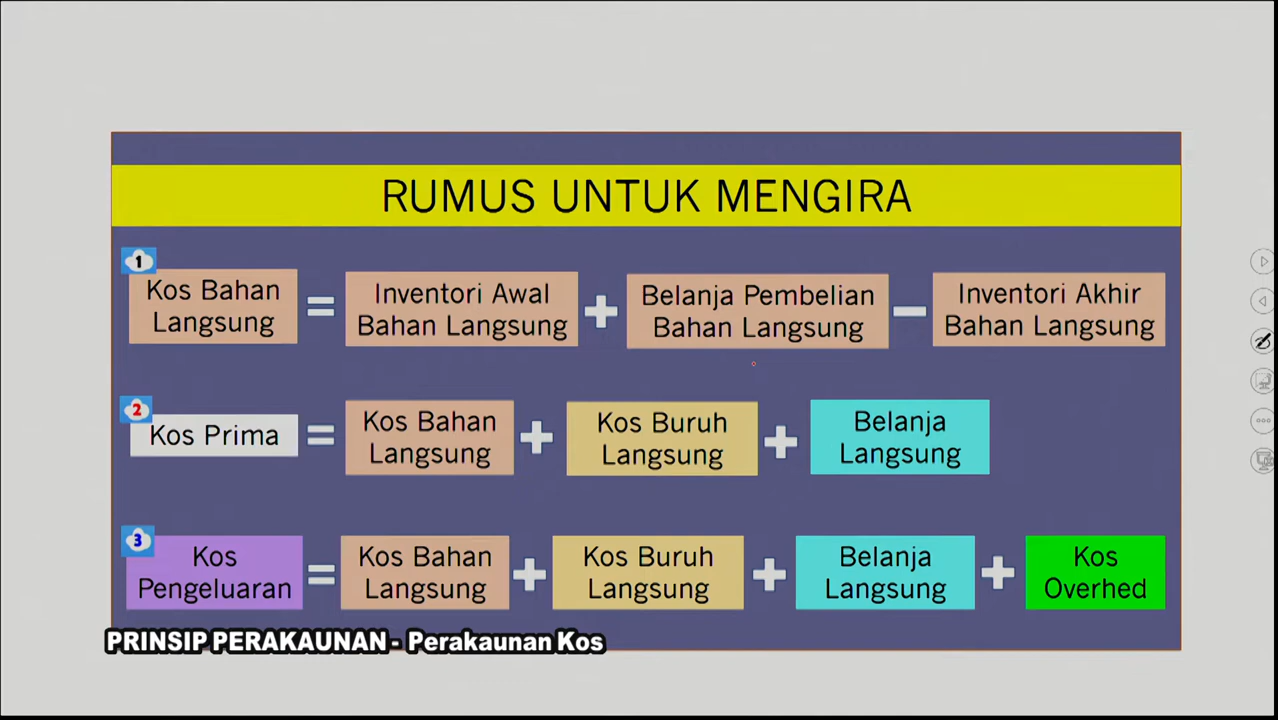 RUMUS UNTUK MENGIRA
1
Kos Bahan
Langsung
=
Inventori Awal
Bahan Langsung
+
Belanja Pembelian
Bahan Langsung
-
Inventori Akhir
Bahan Langsung
2
Kos Prima
=
Kos Bahan
Langsung
+
Kos Buruh
Langsung
+
Belanja
Langsung
3
Kos
Pengeluaran
=
Kos Bahan
Langsung
+
Kos Buruh
Langsung
+
Belanja
Langsung
+
Kos
Overhed
PRINSIP PERAKAUNAN - Perakaunan Kos